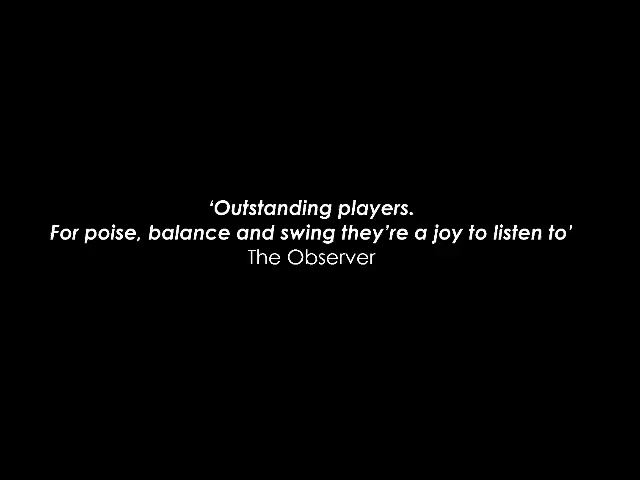 ‘Outstanding players.
For poise, balance and swing they’re a joy to listen to’
The Observer